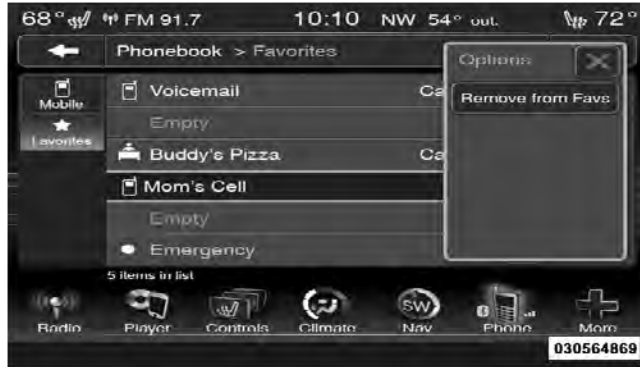 68° FM 91.7 10:10 NW 54° out. 72°
Phonebook > Favorites
Options
Mobile
Favorites
Voicemail Ca
Remove from Favs
Empty
Buddy's Pizza Ca
Mom's Cell
Empty
Emergency
5 items in list
SW
Radio Player Controls Climate Nav Phone More
030564869